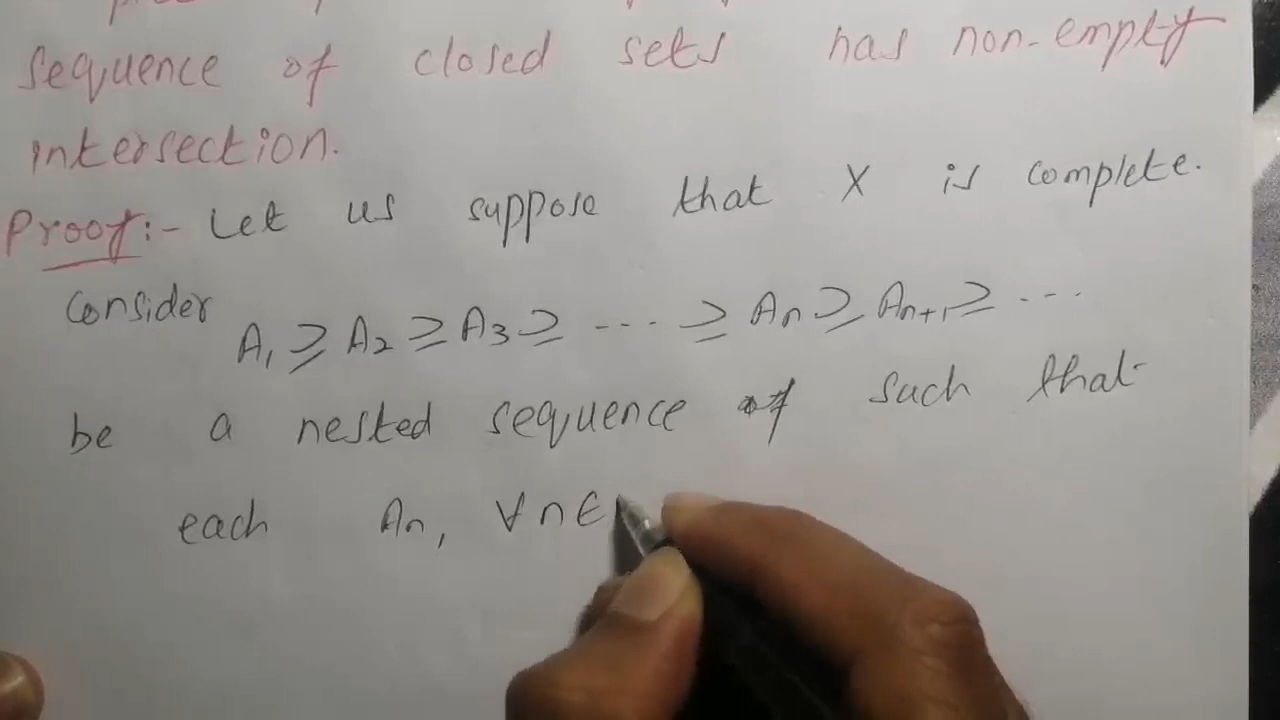 sequence of closed sets has non-empty
intersection.
Proof:- Let us suppose that X is complete.
Consider
A₁ ≥ A₂ ≥ A₃ ≥ --- ≥ Aₙ ≥ Aₙ₊₁ ≥ ---
be a nested sequence of such that
each Aₙ, ∀ n ∈